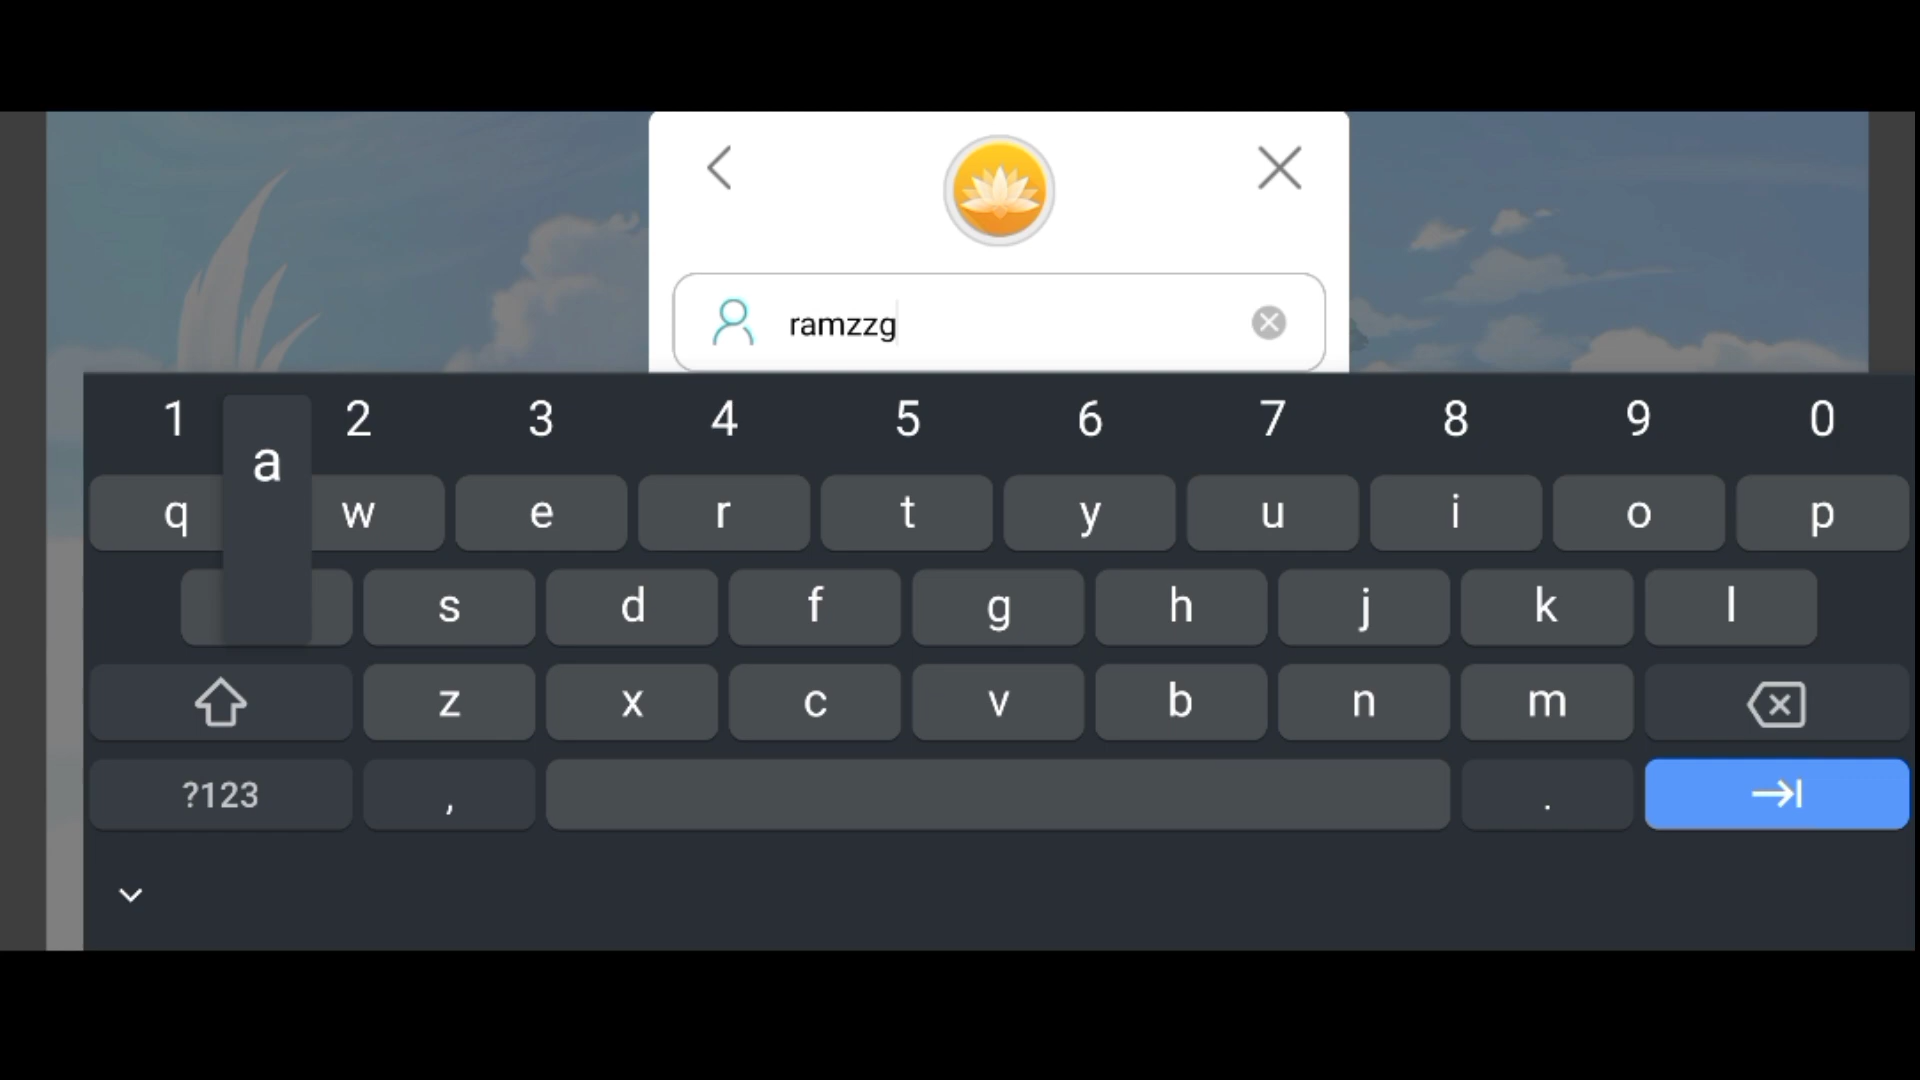 ramzzg
1 2 3 4 5 6 7 8 9 0
a
q w e r t y u i o p
s d f g h j k l
z x c v b n m
?123 , .